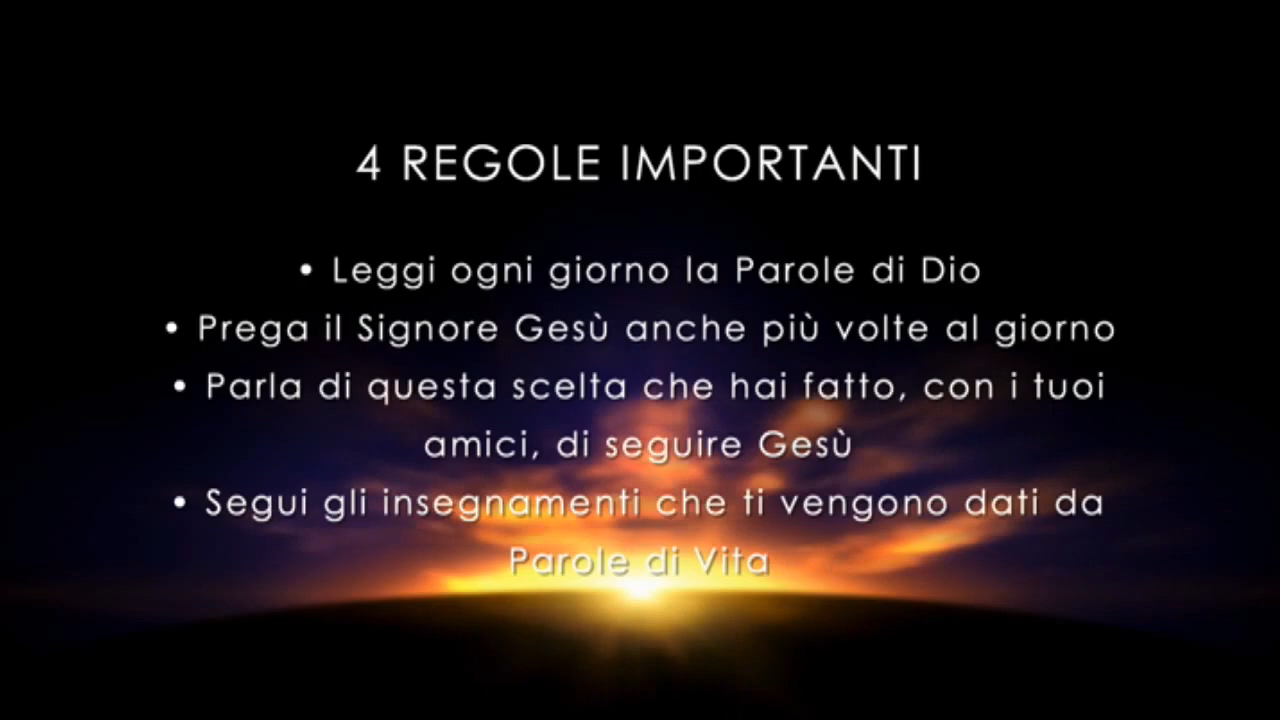 4 REGOLE IMPORTANTI
• Leggi ogni giorno la Parole di Dio
• Prega il Signore Gesù anche più volte al giorno
• Parla di questa scelta che hai fatto, con i tuoi
amici, di seguire Gesù
• Segui gli insegnamenti che ti vengono dati da
Parole di Vita